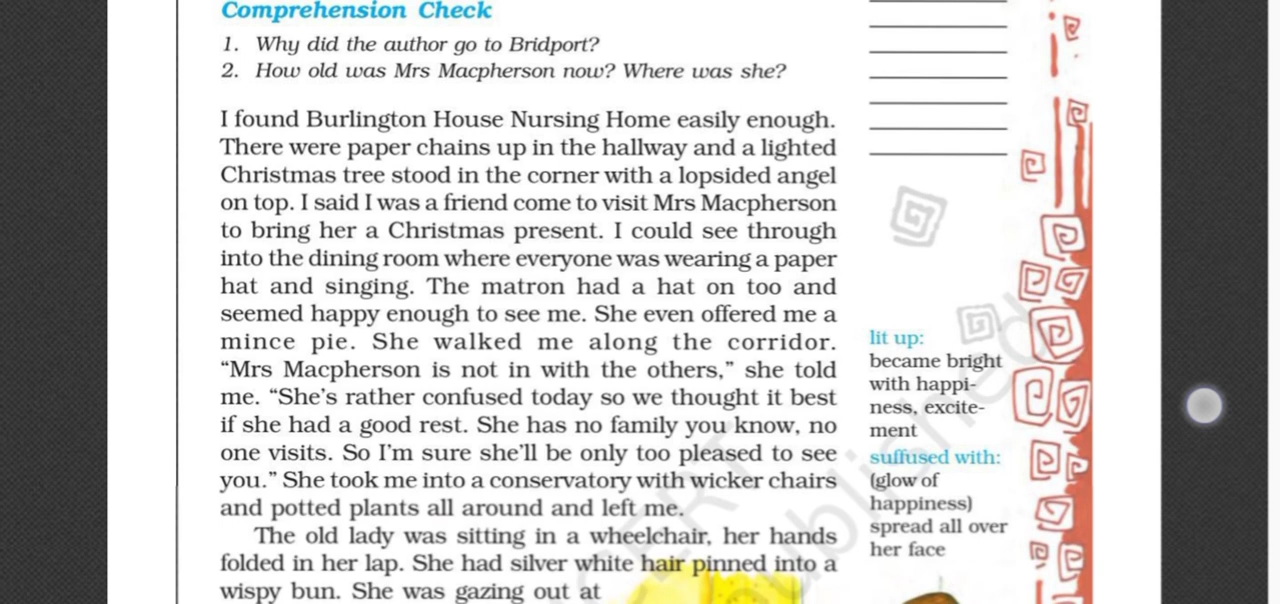 Comprehension Check
1. Why did the author go to Bridport?
2. How old was Mrs Macpherson now? Where was she?
I found Burlington House Nursing Home easily enough.
There were paper chains up in the hallway and a lighted
Christmas tree stood in the corner with a lopsided angel
on top. I said I was a friend come to visit Mrs Macpherson
to bring her a Christmas present. I could see through
into the dining room where everyone was wearing a paper
hat and singing. The matron had a hat on too and
seemed happy enough to see me. She even offered me a
mince pie. She walked me along the corridor.
“Mrs Macpherson is not in with the others,” she told
me. “She’s rather confused today so we thought it best
if she had a good rest. She has no family you know, no
one visits. So I’m sure she’ll be only too pleased to see
you.” She took me into a conservatory with wicker chairs
and potted plants all around and left me.
The old lady was sitting in a wheelchair, her hands
folded in her lap. She had silver white hair pinned into a
wispy bun. She was gazing out at
lit up:
became bright
with happi-
ness, excite-
ment
suffused with:
(glow of
happiness)
spread all over
her face